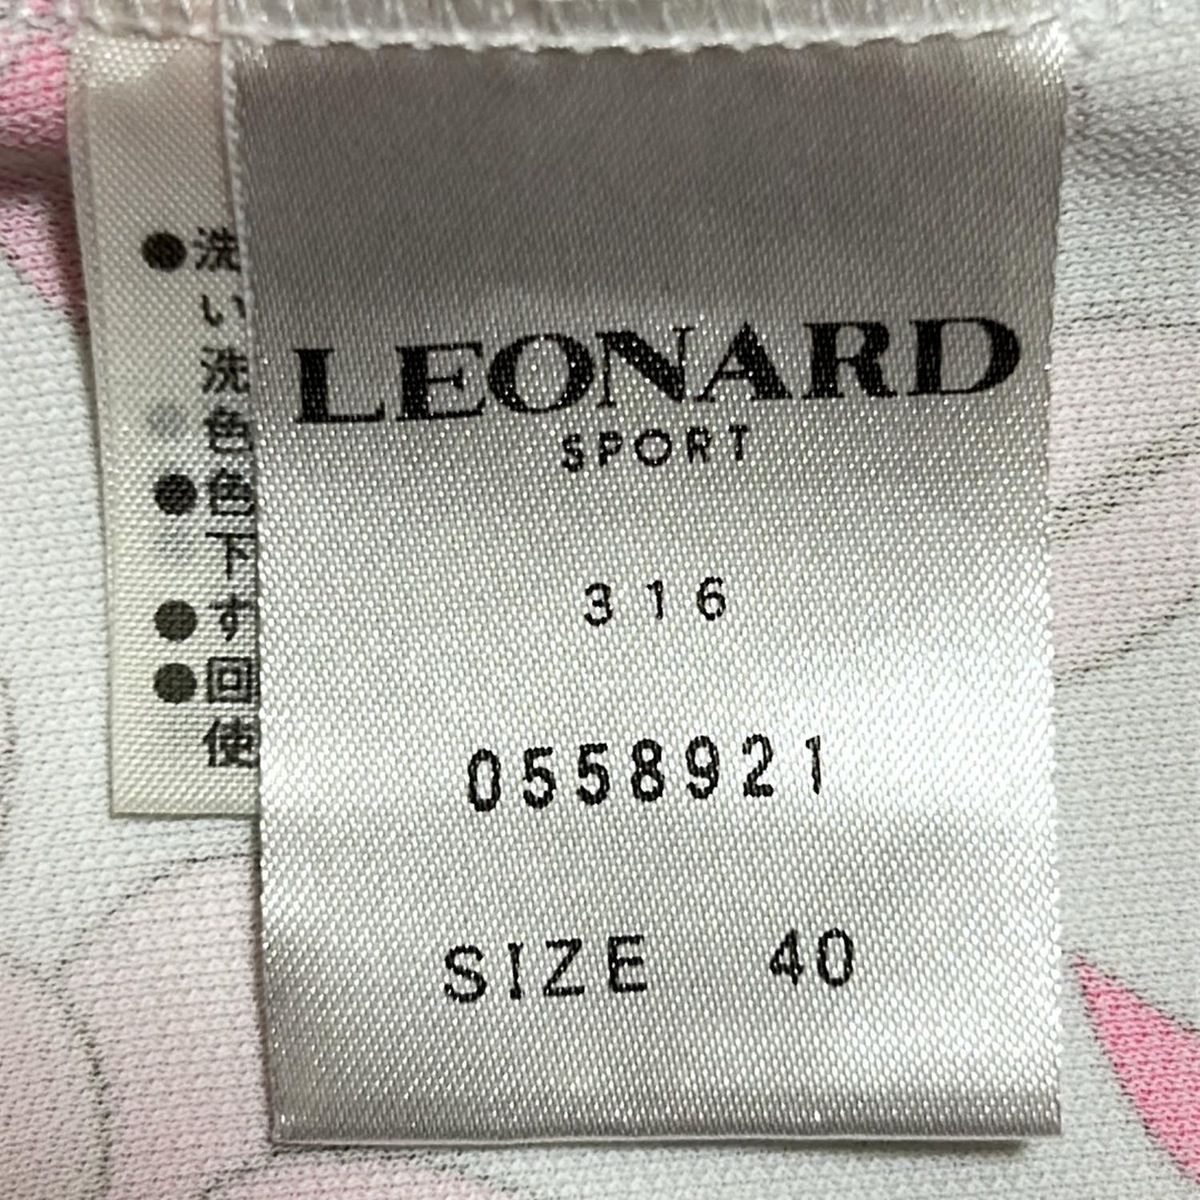 LEONARD
SPORT
316
0558921
SIZE 40
●洗
い
洗
色
●色
下
●す
●回
使